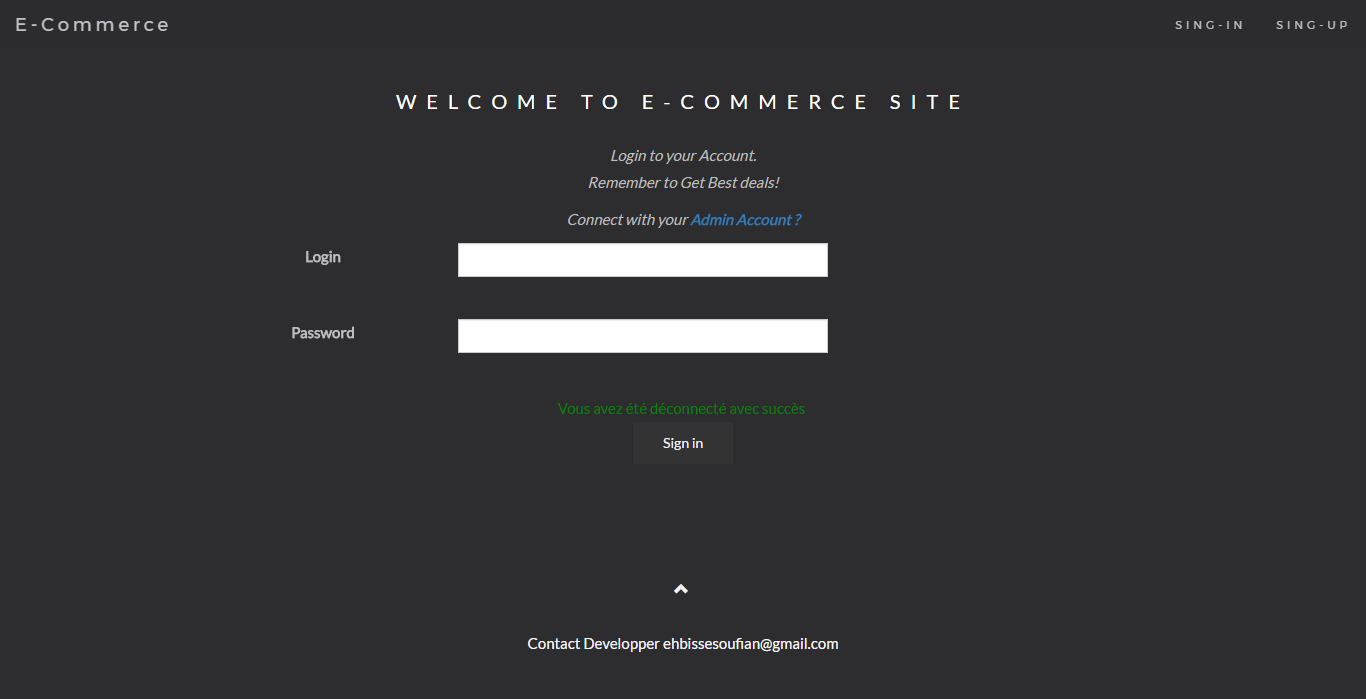 E-Commerce
SING-IN SING-UP
WELCOME TO E-COMMERCE SITE
Login to your Account.
Remember to Get Best deals!
Connect with your Admin Account ?
Login
Password
Vous avez été déconnecté avec succès
Sign in
Contact Developper ehbissesoufian@gmail.com